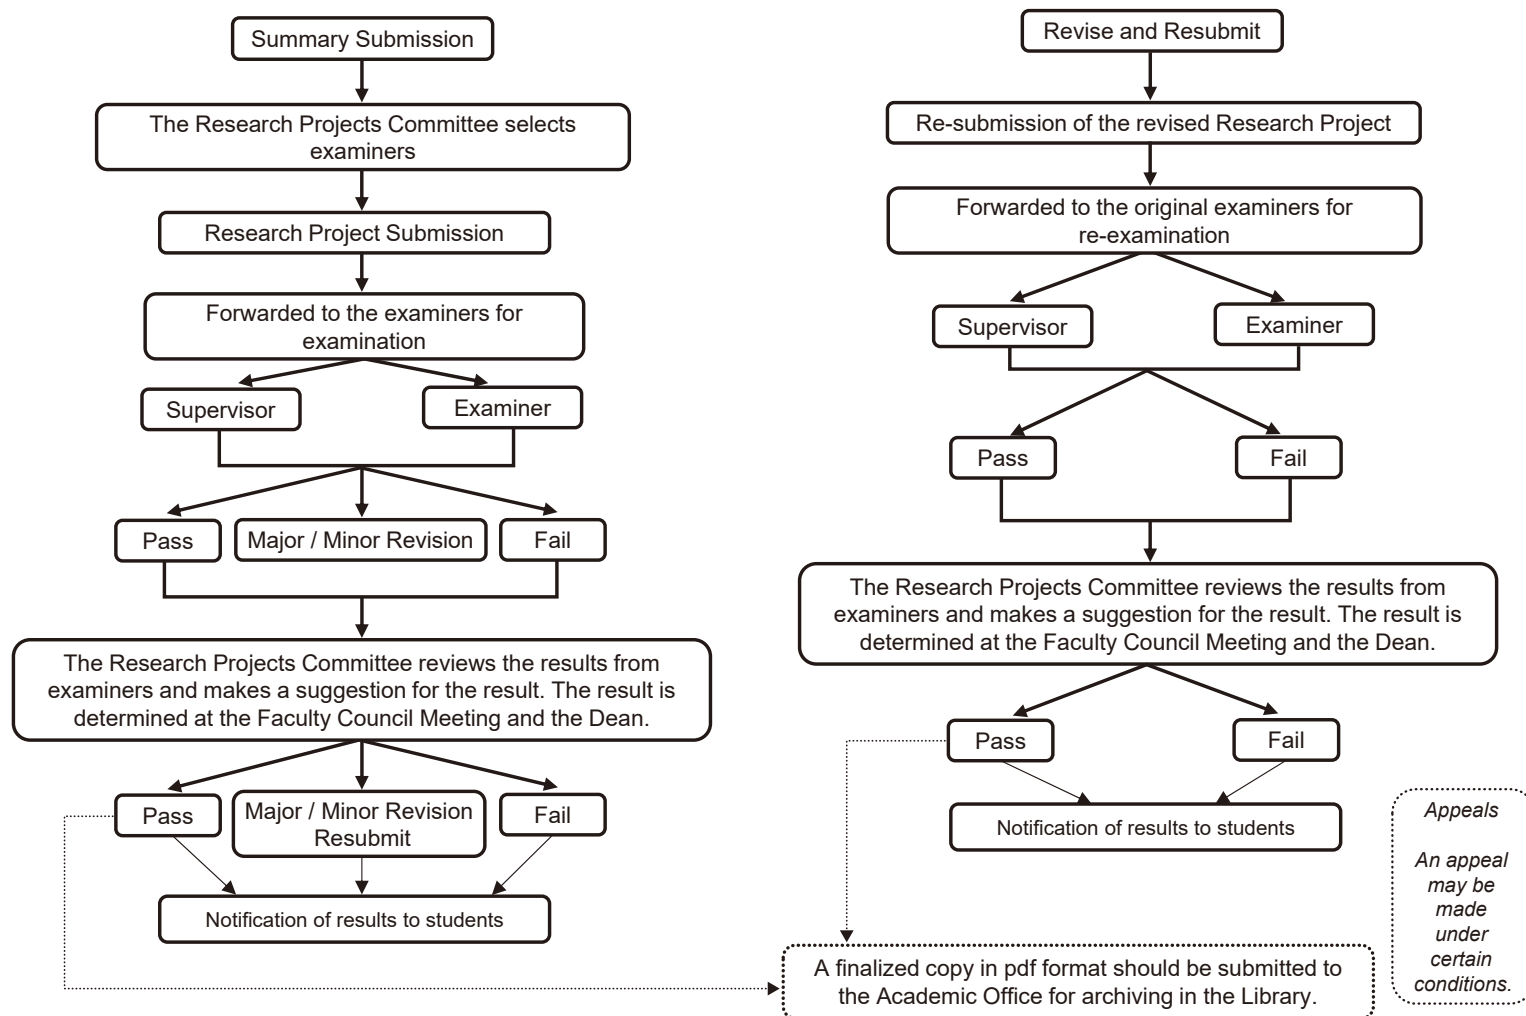 Summary Submission
The Research Projects Committee selects
examiners
Research Project Submission
Forwarded to the examiners for
examination
Supervisor
Examiner
Pass
Major / Minor Revision
Fail
The Research Projects Committee reviews the results from
examiners and makes a suggestion for the result. The result is
determined at the Faculty Council Meeting and the Dean.
Pass
Major / Minor Revision
Resubmit
Fail
Notification of results to students
Revise and Resubmit
Re-submission of the revised Research Project
Forwarded to the original examiners for
re-examination
Supervisor
Examiner
Pass
Fail
The Research Projects Committee reviews the results from
examiners and makes a suggestion for the result. The result is
determined at the Faculty Council Meeting and the Dean.
Pass
Fail
Notification of results to students
A finalized copy in pdf format should be submitted to
the Academic Office for archiving in the Library.
Appeals
An appeal
may be
made
under
certain
conditions.